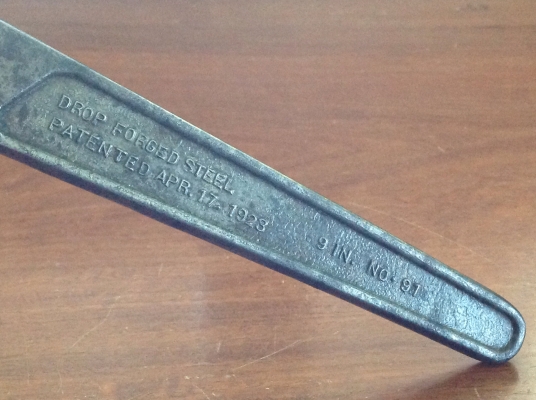 DROP FORGED STEEL
PATENTED APR. 17-1923
9 IN. NO. 91